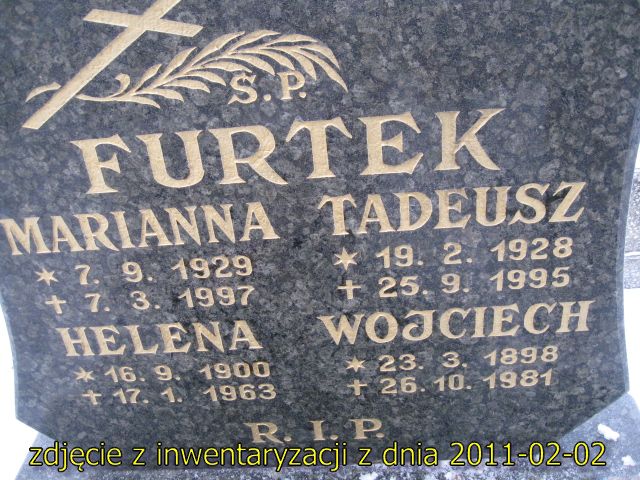 Ś.P.
FURTEK
MARIANNA
* 7. 9. 1929
† 7. 3. 1997
TADEUSZ
* 19. 2. 1928
† 25. 9. 1995
HELENA
* 16. 9. 1900
† 17. 1. 1963
WOJCIECH
* 23. 3. 1898
† 26. 10. 1981
R. I P.
zdjęcie z inwentaryzacji z dnia 2011-02-02